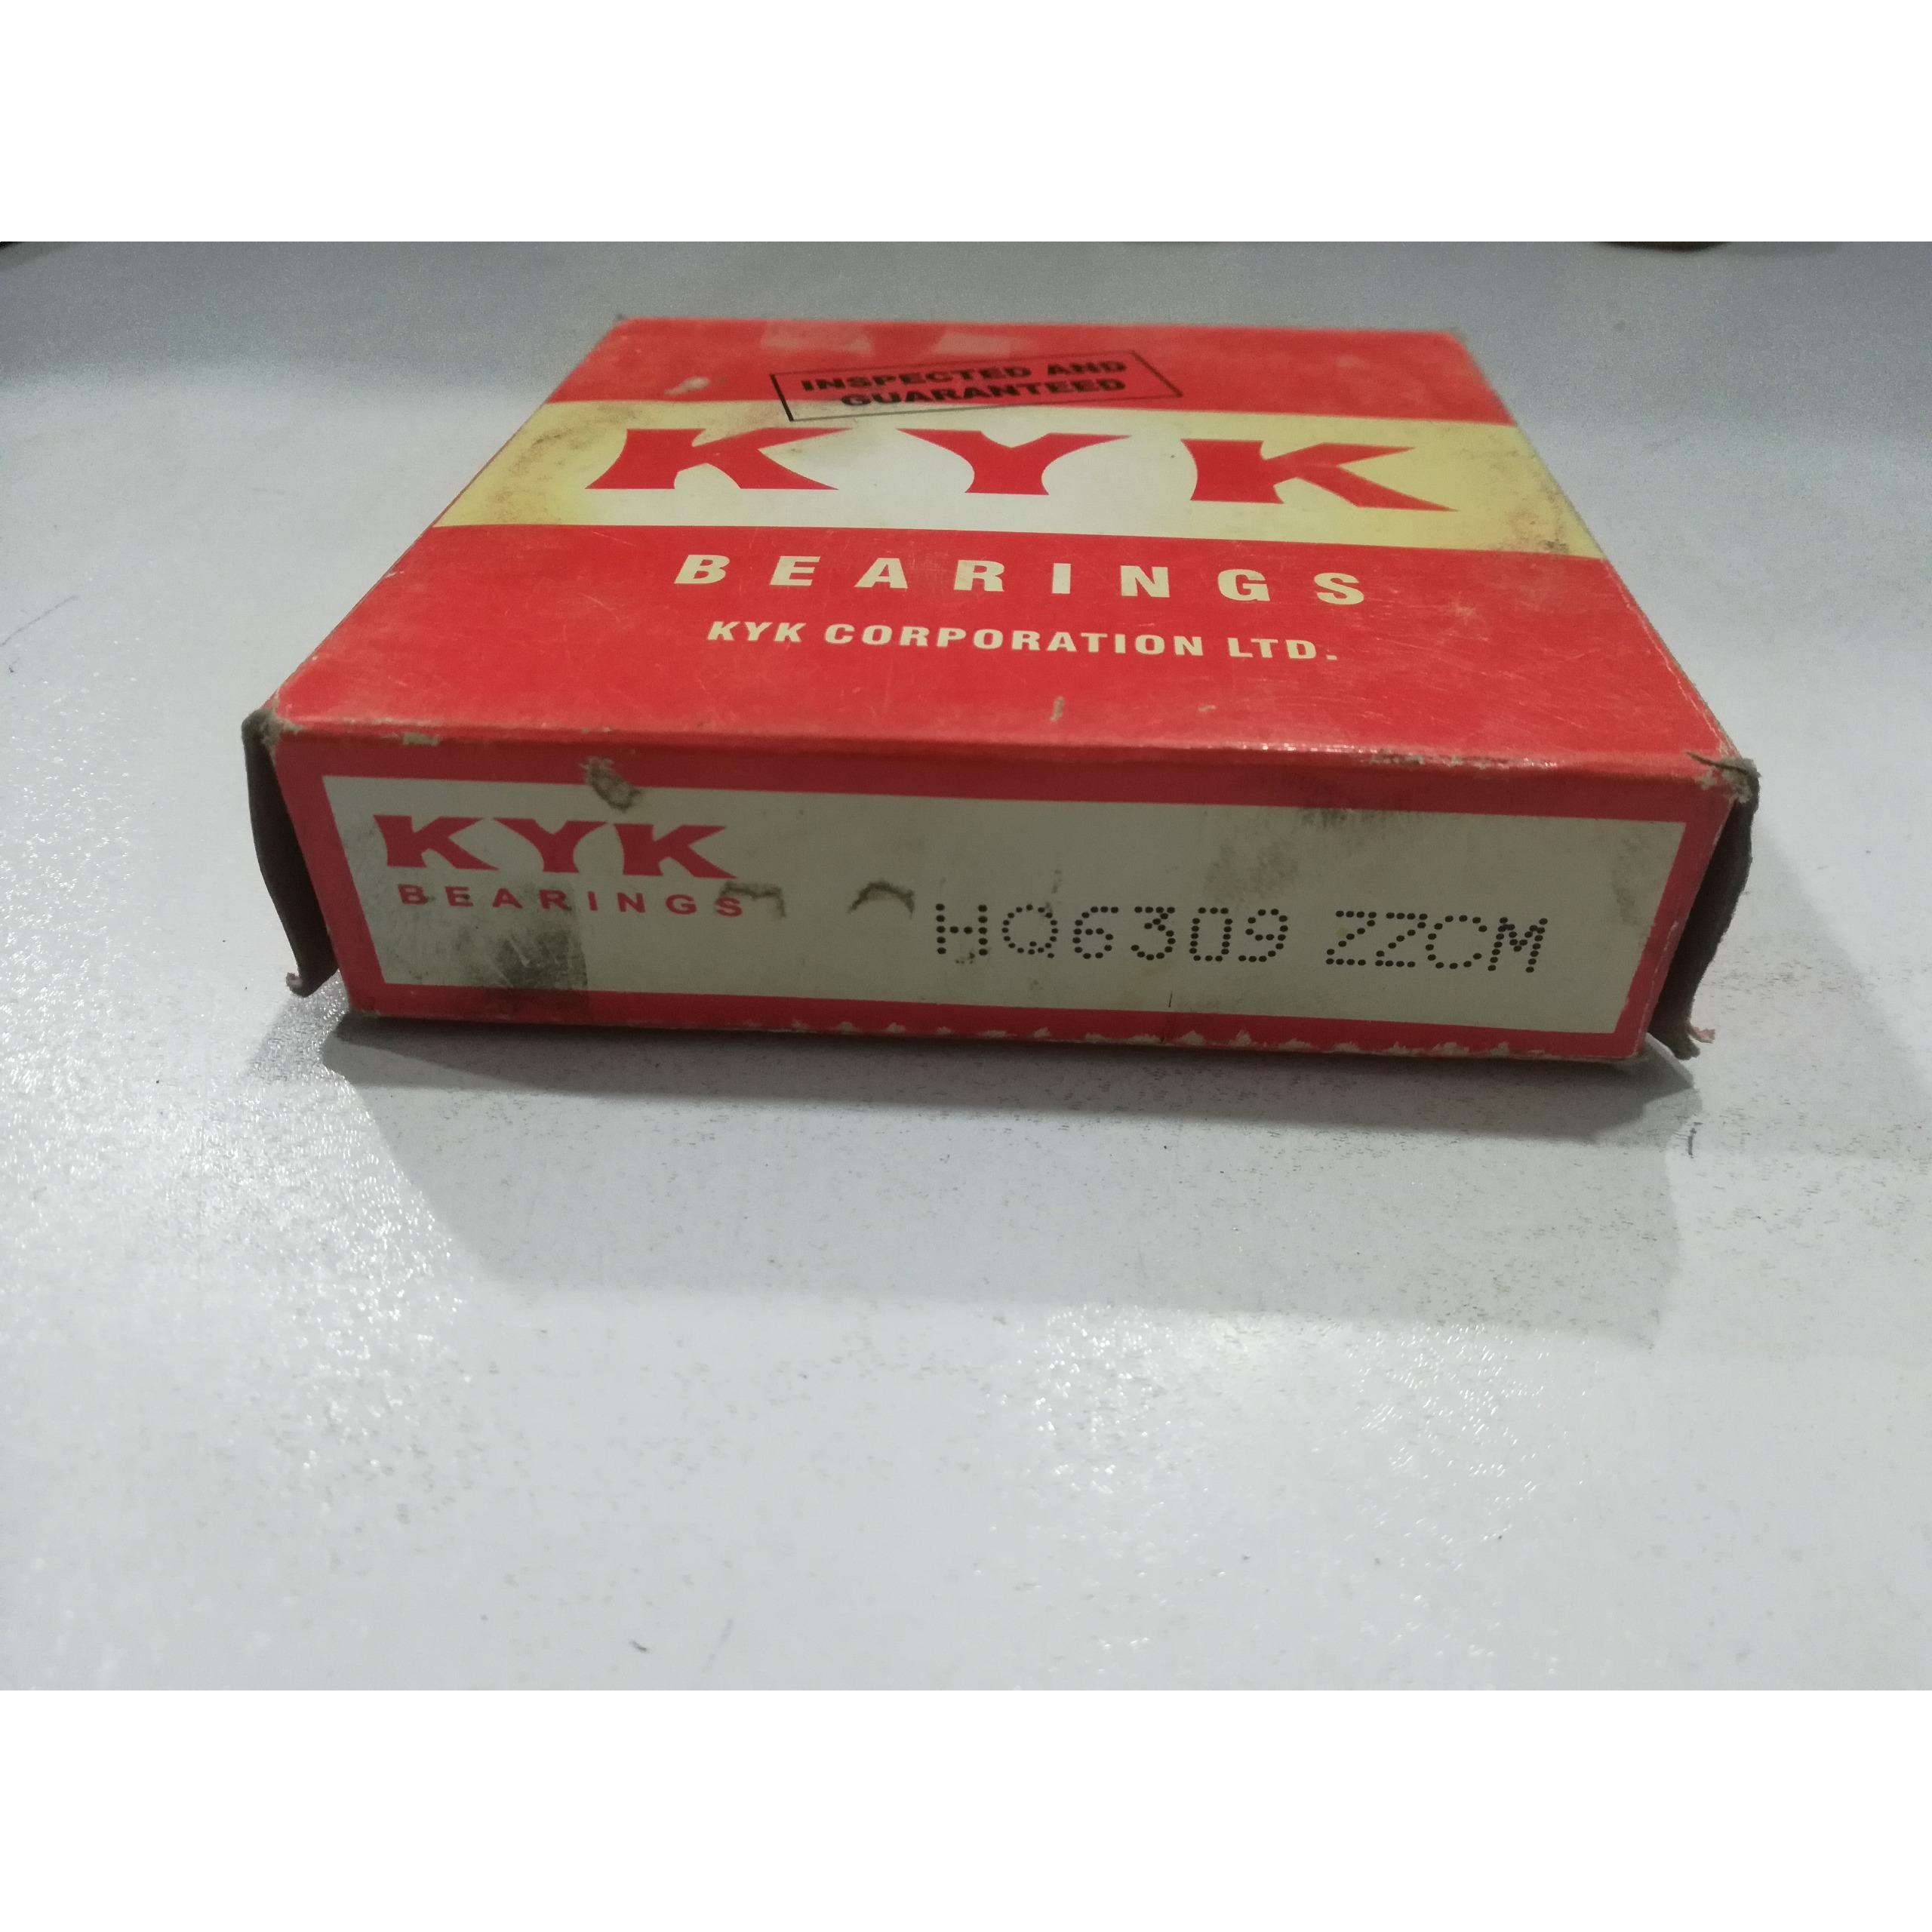 INSPECTED AND
GUARANTEED
KYK
BEARINGS
KYK CORPORATION LTD.
KYK
BEARINGS
HQ6309 ZZCM